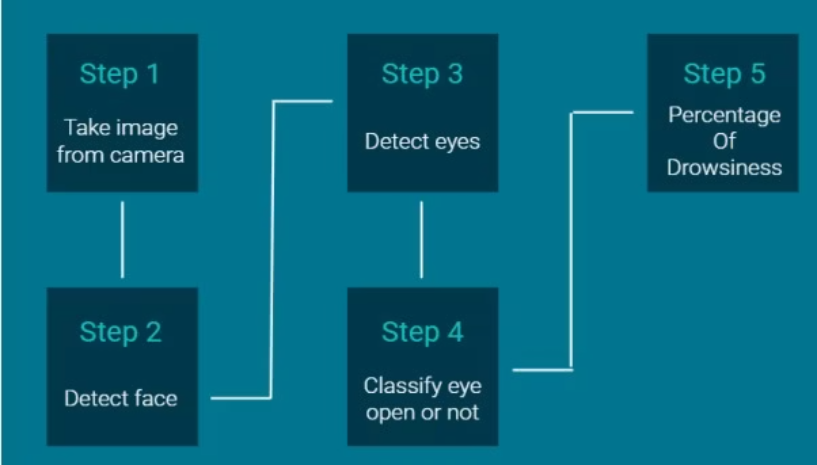 Step 1
Take image
from camera
Step 2
Detect face
Step 3
Detect eyes
Step 4
Classify eye
open or not
Step 5
Percentage
Of
Drowsiness